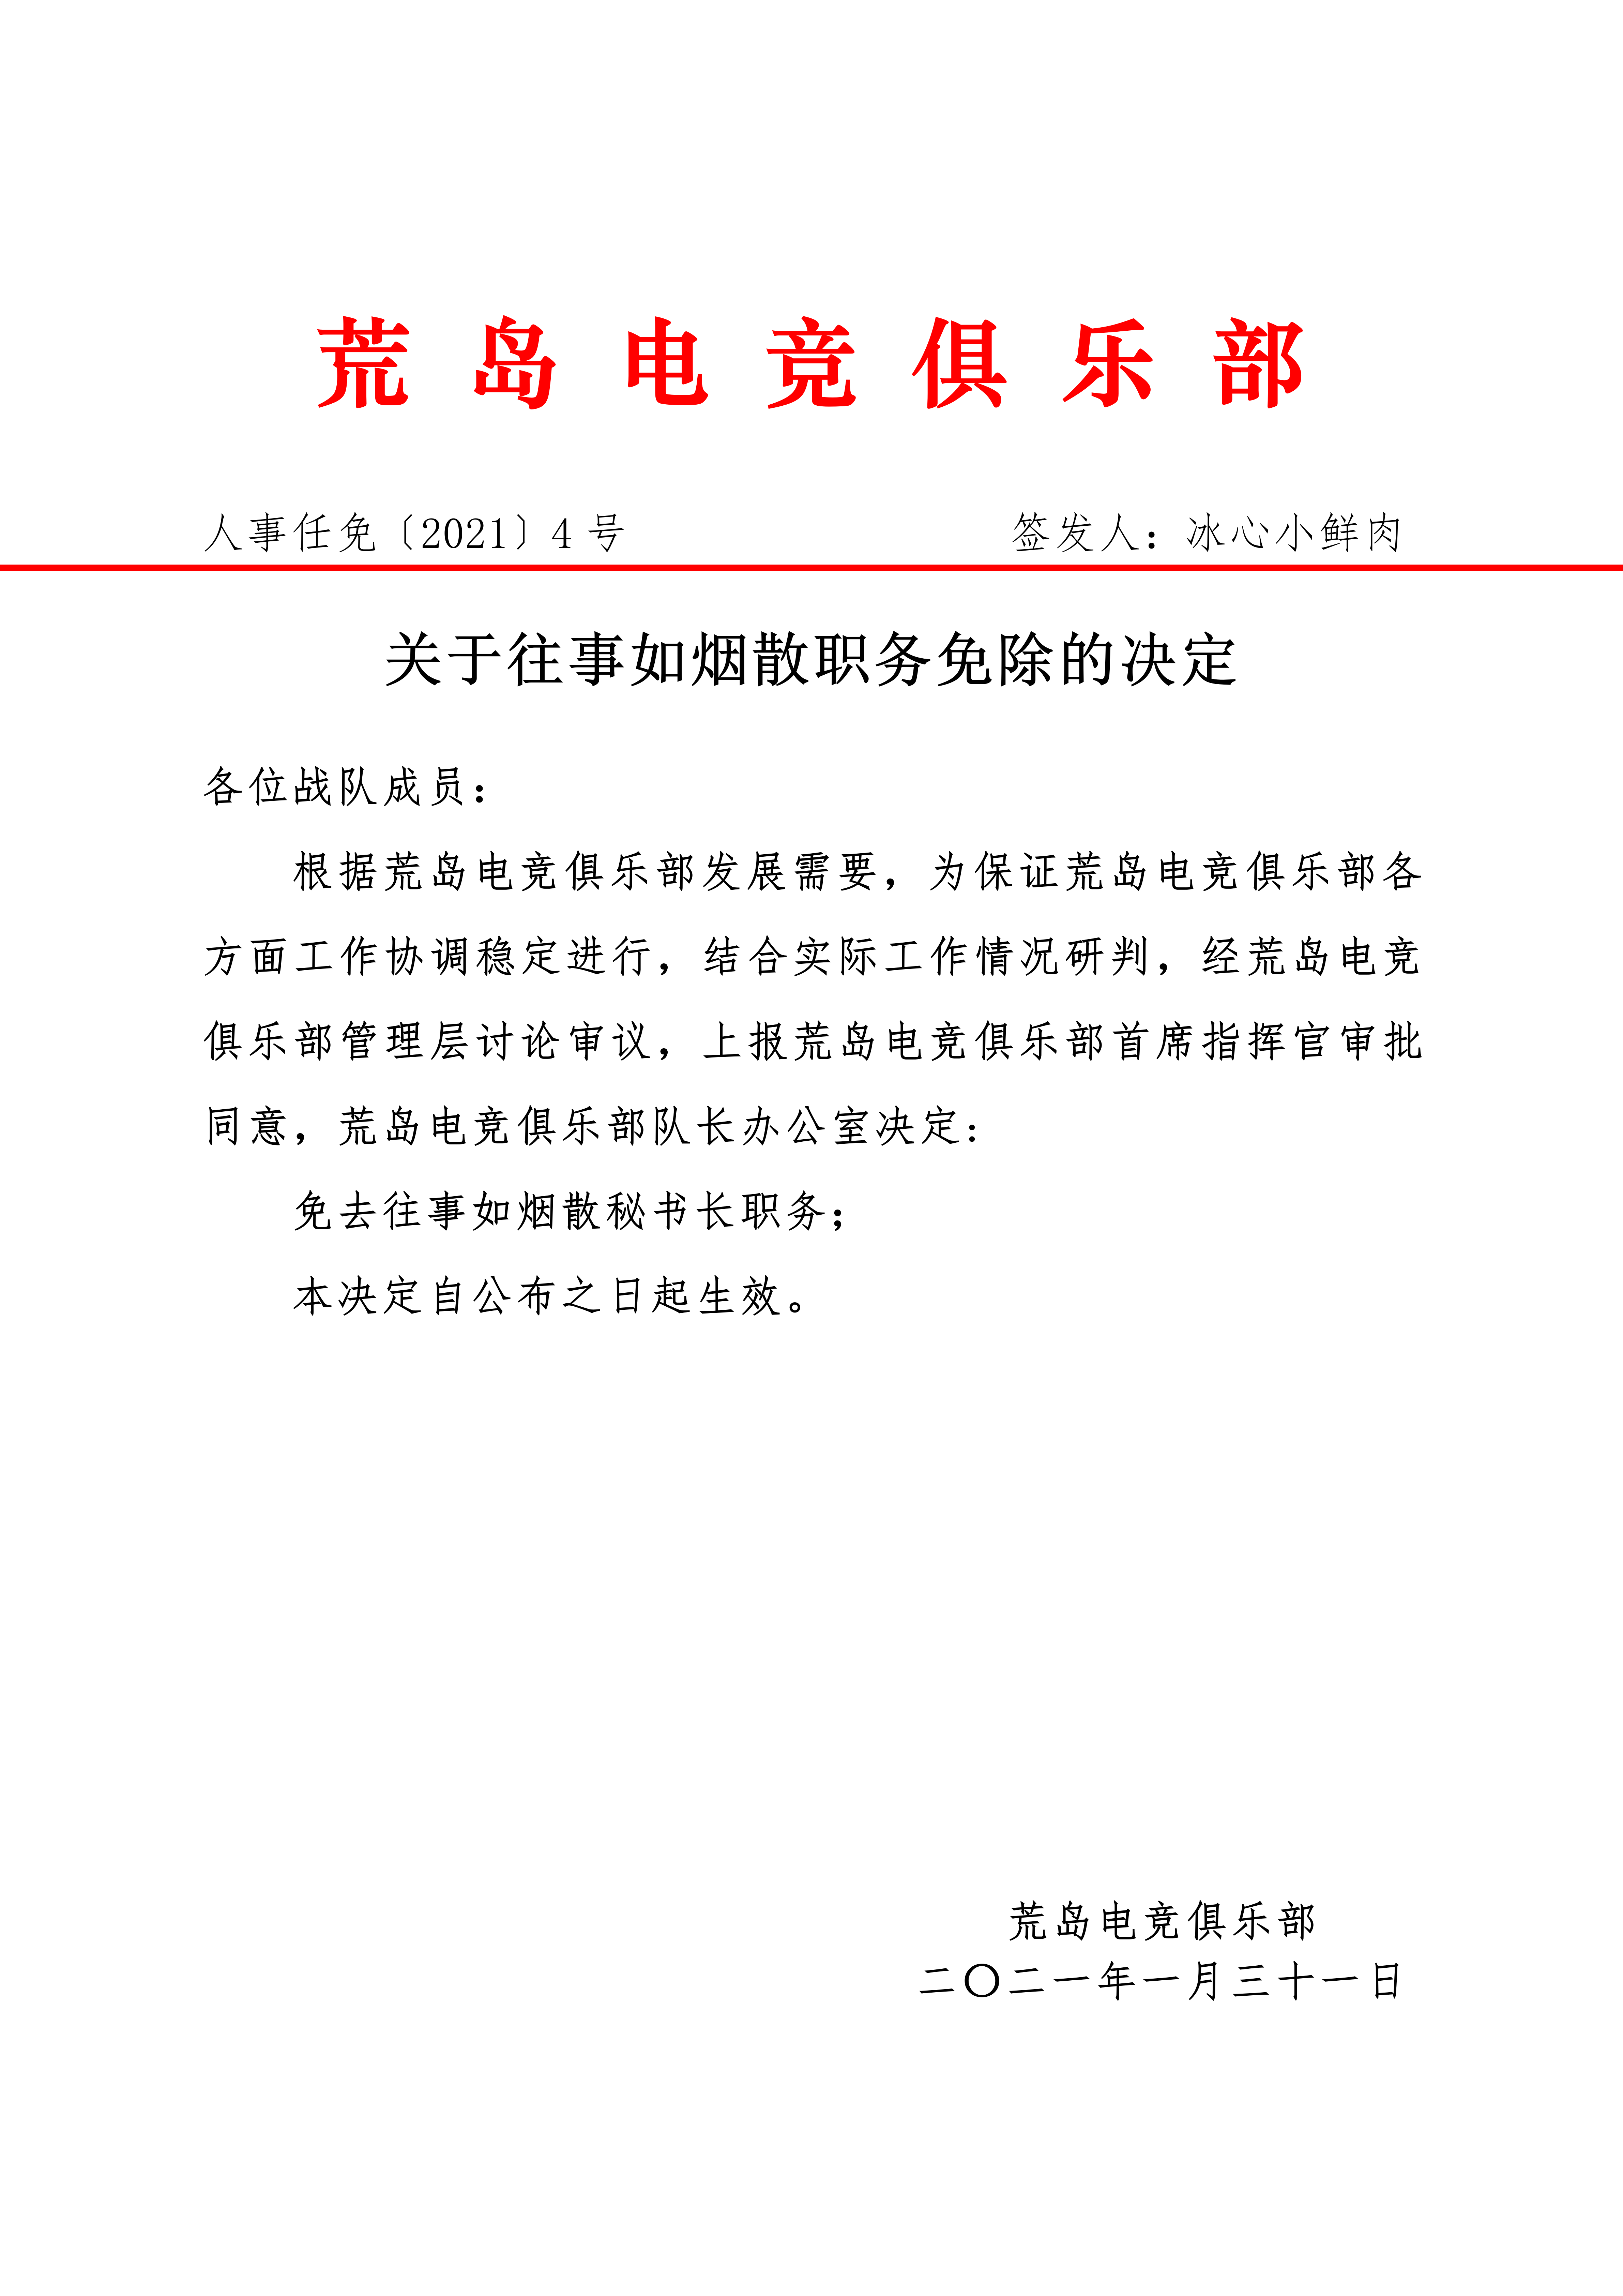 荒岛电竞俱乐部
人事任免〔2021〕4 号 签发人：冰心小鲜肉
关于往事如烟散职务免除的决定
各位战队成员：
根据荒岛电竞俱乐部发展需要，为保证荒岛电竞俱乐部各
方面工作协调稳定进行，结合实际工作情况研判，经荒岛电竞
俱乐部管理层讨论审议，上报荒岛电竞俱乐部首席指挥官审批
同意，荒岛电竞俱乐部队长办公室决定：
免去往事如烟散秘书长职务；
本决定自公布之日起生效。
荒岛电竞俱乐部
二〇二一年一月三十一日